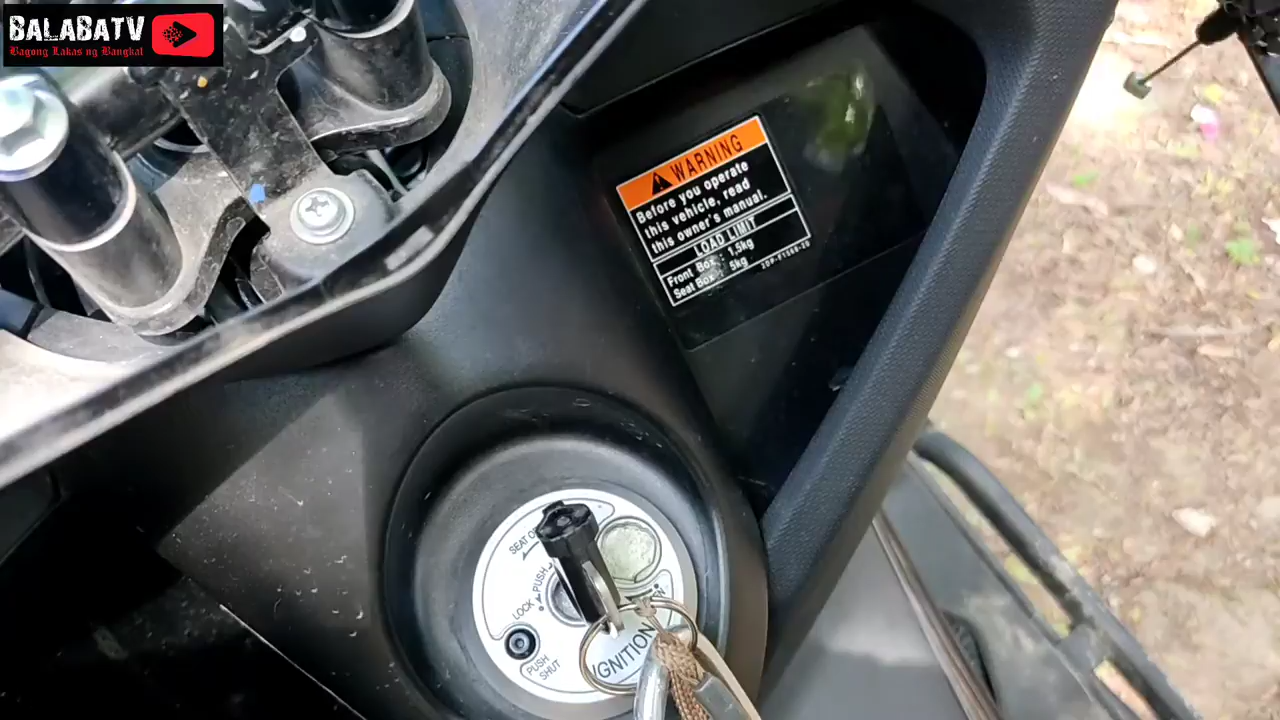 BALABATV
Bagong Lakas ng Bangkal
WARNING
Before you operate
this vehicle, read
this owner's manual.
LOAD LIMIT
Front Box : 1,5kg
Seat Box : 5kg
SEAT
PUSH
LOCK
IGNITION
PUSH
SHUT